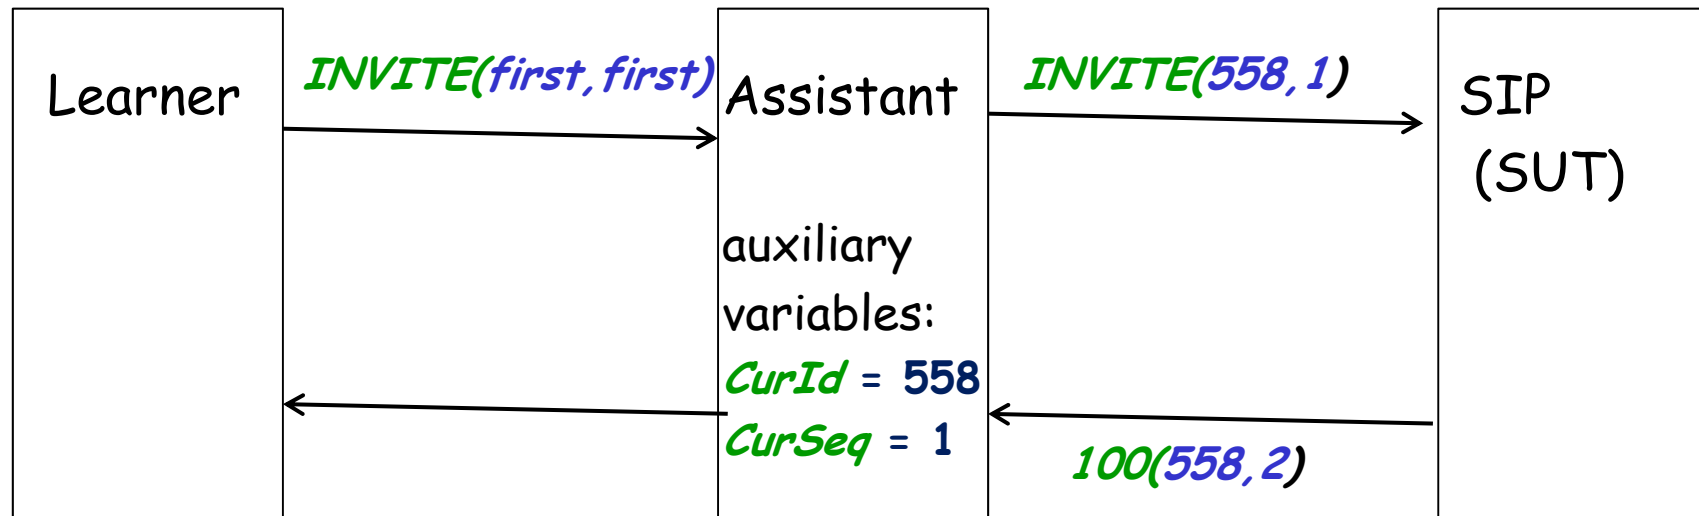 Learner
INVITE(first,first)
Assistant
auxiliary
variables:
CurId = 558
CurSeq = 1
INVITE(558,1)
100(558,2)
SIP
(SUT)